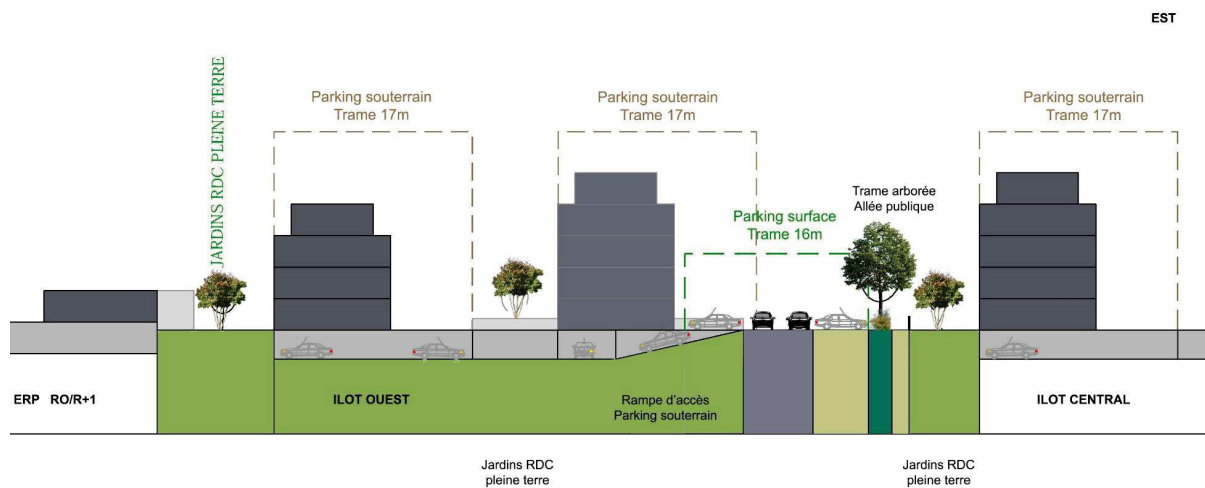 EST
JARDINS RDC PLEINE TERRE
Parking souterrain
Trame 17m
Parking souterrain
Trame 17m
Parking souterrain
Trame 17m
Trame arborée
Allée publique
Parking surface
Trame 16m
ERP RO/R+1
ILOT OUEST
Rampe d'accès
Parking souterrain
ILOT CENTRAL
Jardins RDC
pleine terre
Jardins RDC
pleine terre